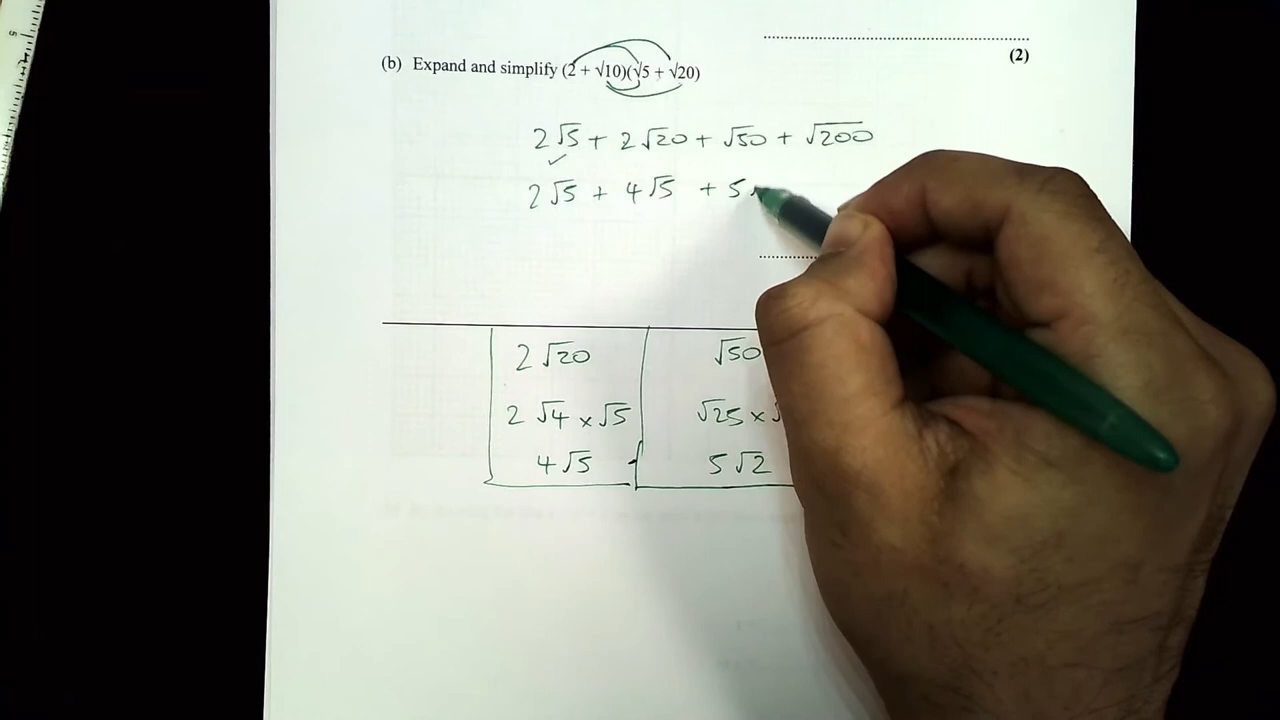 (2)
(b) Expand and simplify (2 + √10)(√5 + √20)
2√5 + 2√20 + √50 + √200
2√5 + 4√5 + 5
2√20 √50
2√4 × √5 √25 ×
4√5 5√2